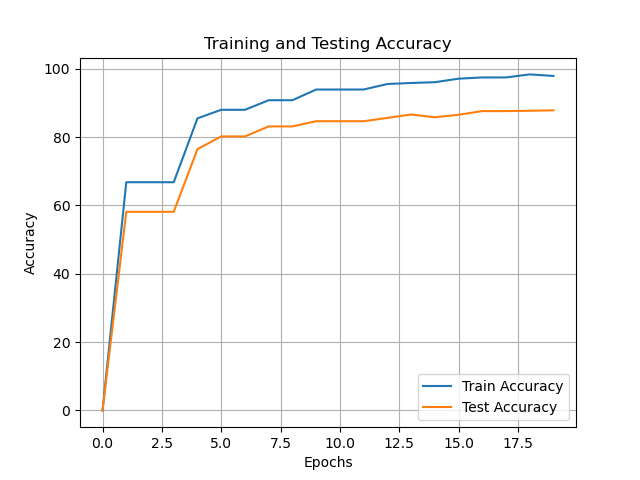 Training and Testing Accuracy
100
80
60
40
20
0
Accuracy
0.0 2.5 5.0 7.5 10.0 12.5 15.0 17.5
Epochs
Train Accuracy
Test Accuracy